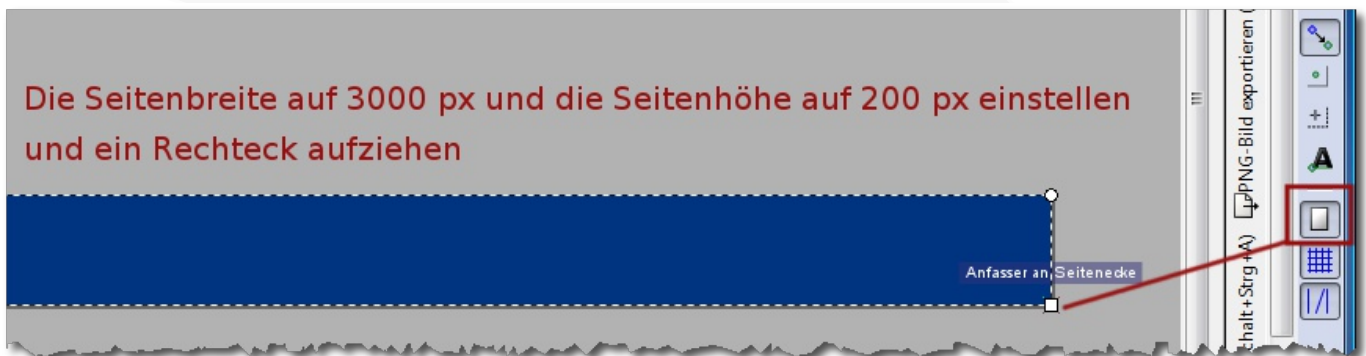 Die Seitenbreite auf 3000 px und die Seitenhöhe auf 200 px einstellen
und ein Rechteck aufziehen
Anfasser an Seitenecke
PNG-Bild exportieren (
halt+Strg+A)
A